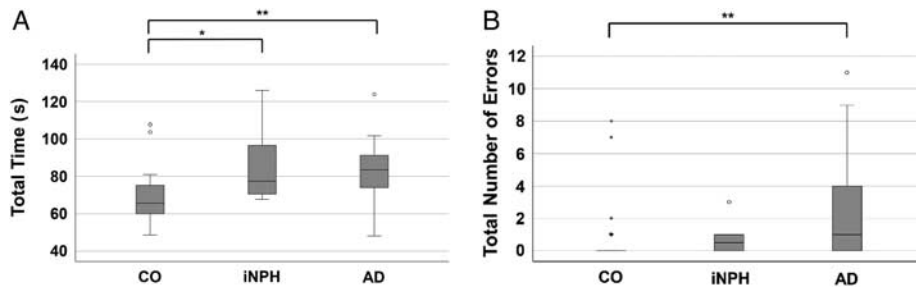 A
**
*
Total Time (s)
140
120
100
80
60
40
CO
iNPH
AD
B
**
Total Number of Errors
12
10
8
6
4
2
0
CO
iNPH
AD